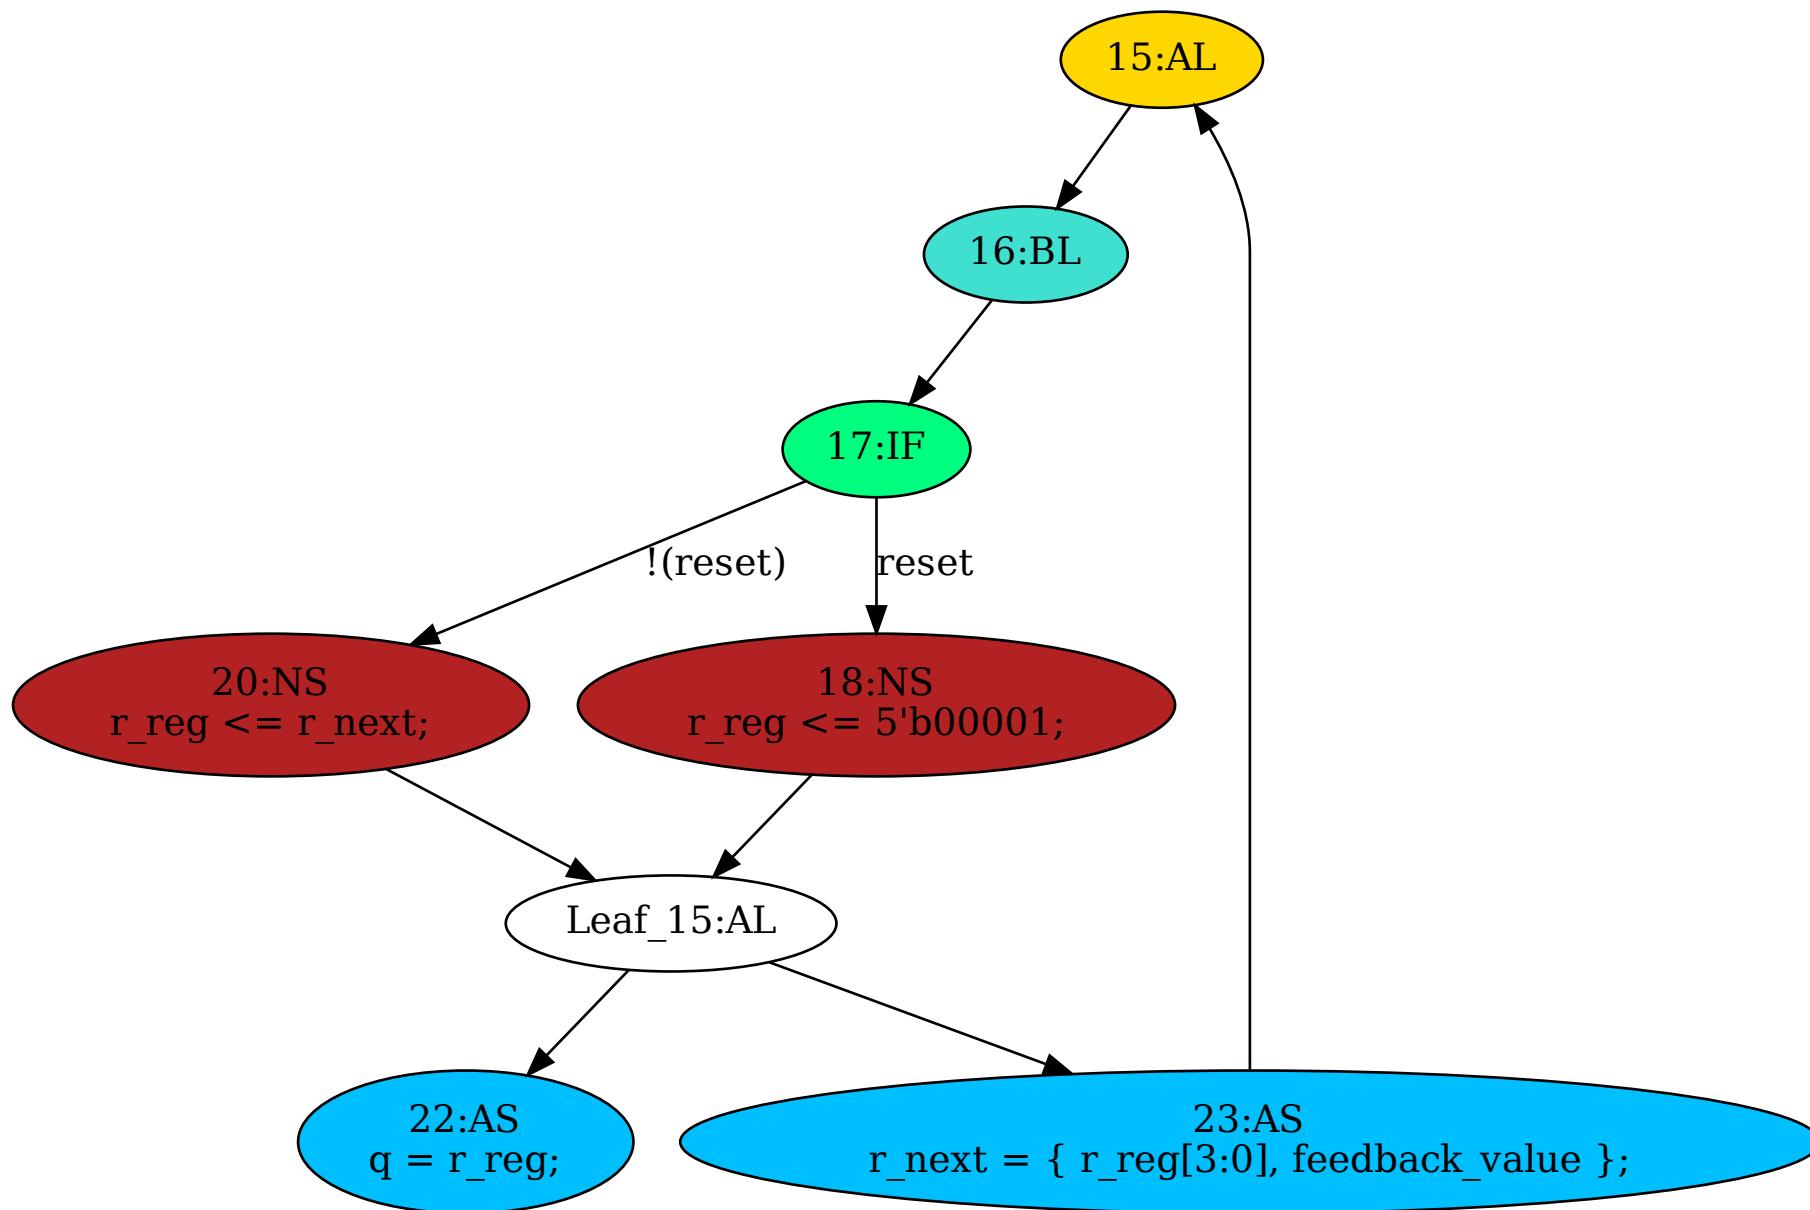 15:AL
16:BL
17:IF
!(reset)
reset
20:NS
r_reg <= r_next;
18:NS
r_reg <= 5'b00001;
Leaf_15:AL
22:AS
q = r_reg;
23:AS
r_next = { r_reg[3:0], feedback_value };